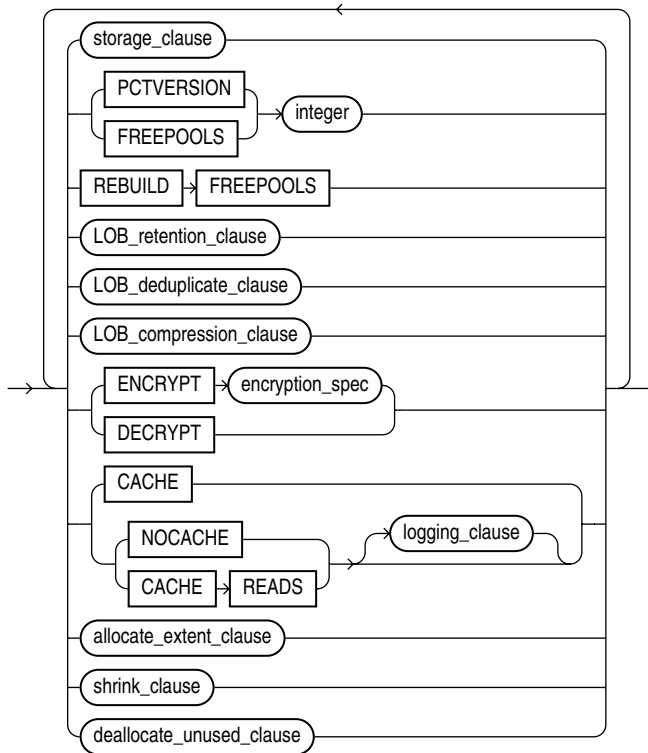 storage_clause
PCTVERSION
integer
FREEPOOLS
REBUILD FREEPOOLS
LOB_retention_clause
LOB_deduplicate_clause
LOB_compression_clause
ENCRYPT encryption_spec
DECRYPT
CACHE
NOCACHE logging_clause
CACHE READS
allocate_extent_clause
shrink_clause
deallocate_unused_clause